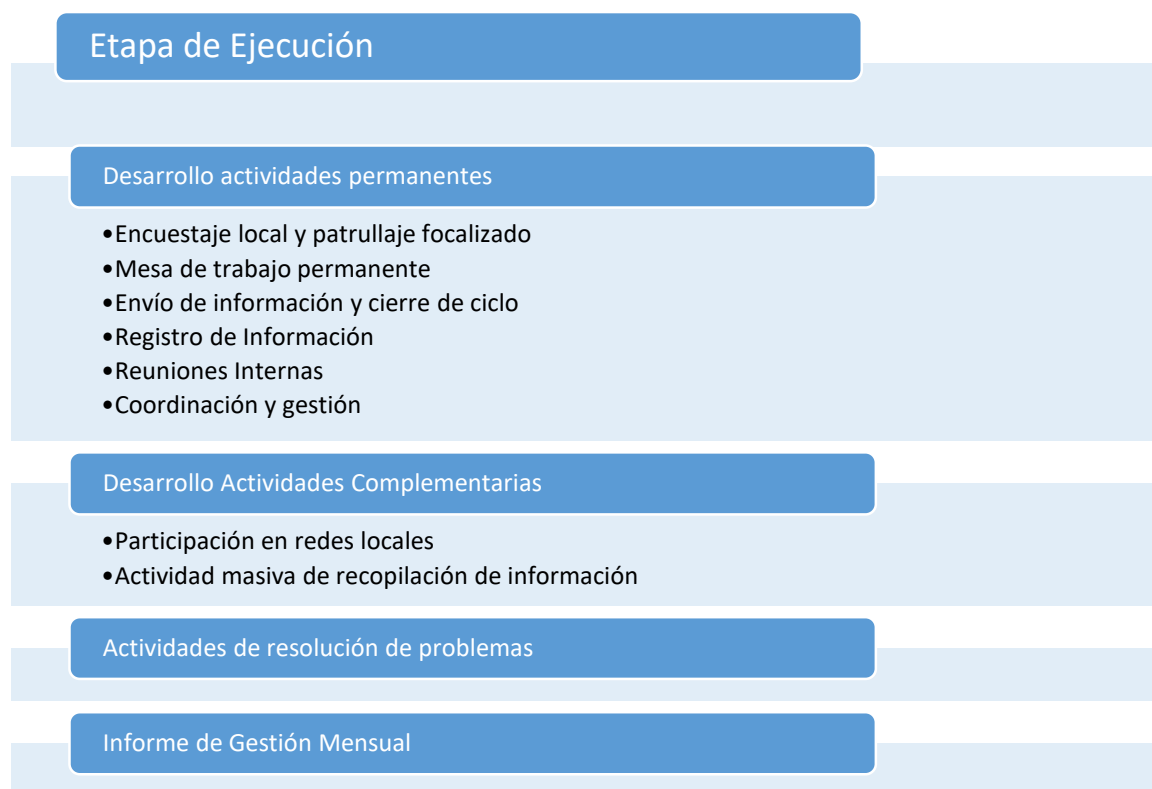 Etapa de Ejecución
Desarrollo actividades permanentes
•Encuestaje local y patrullaje focalizado
•Mesa de trabajo permanente
•Envío de información y cierre de ciclo
•Registro de Información
•Reuniones Internas
•Coordinación y gestión
Desarrollo Actividades Complementarias
•Participación en redes locales
•Actividad masiva de recopilación de información
Actividades de resolución de problemas
Informe de Gestión Mensual